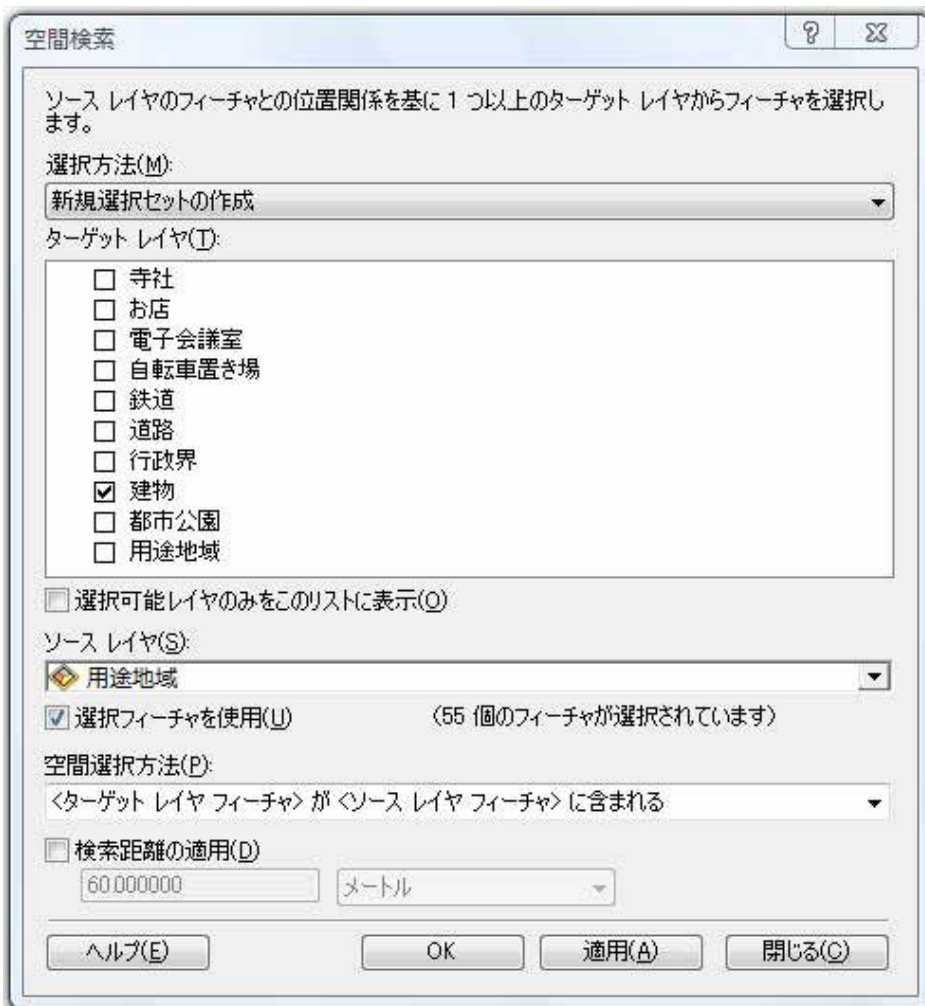 空間検索
ソース レイヤのフィーチャとの位置関係を基に 1 つ以上のターゲット レイヤからフィーチャを選択し
ます。
選択方法(M):
新規選択セットの作成
ターゲット レイヤ(T):
寺社
お店
電子会議室
自転車置き場
鉄道
道路
行政界
建物
都市公園
用途地域
選択可能レイヤのみをこのリストに表示(O)
ソース レイヤ(S):
用途地域
選択フィーチャを使用(U) (55 個のフィーチャが選択されています)
空間選択方法(P):
<ターゲット レイヤ フィーチャ> が <ソース レイヤ フィーチャ> に含まれる
検索距離の適用(D)
60.000000 メートル
ヘルプ(E) OK 適用(A) 閉じる(C)